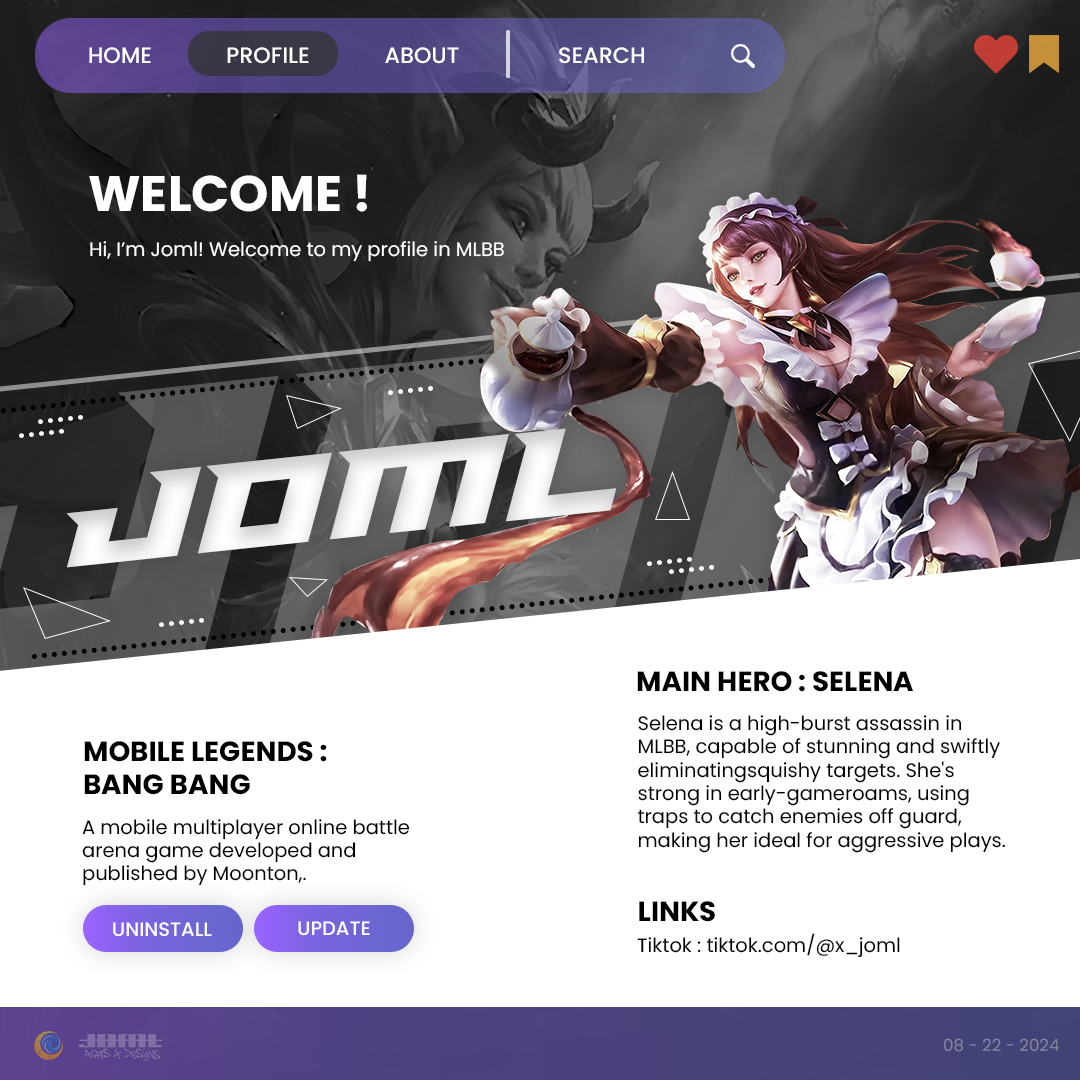 HOME PROFILE ABOUT SEARCH
WELCOME !
Hi, I’m Joml! Welcome to my profile in MLBB
JOML
MOBILE LEGENDS :
BANG BANG
A mobile multiplayer online battle
arena game developed and
published by Moonton,.
UNINSTALL UPDATE
MAIN HERO : SELENA
Selena is a high-burst assassin in
MLBB, capable of stunning and swiftly
eliminatingsquishy targets. She's
strong in early-gameroams, using
traps to catch enemies off guard,
making her ideal for aggressive plays.
LINKS
Tiktok : tiktok.com/@x_joml
JOML
ARTS X DESIGNS
08 - 22 - 2024